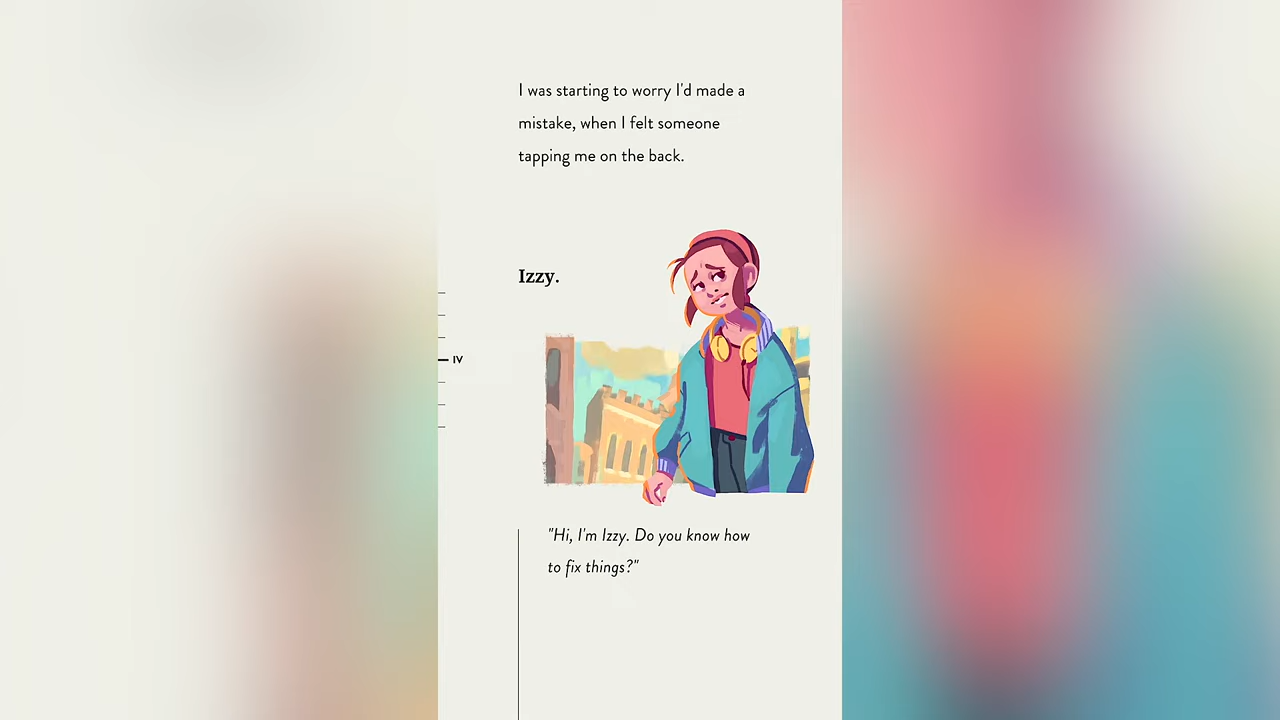 I was starting to worry I'd made a
mistake, when I felt someone
tapping me on the back.
Izzy.
IV
"Hi, I'm Izzy. Do you know how
to fix things?"